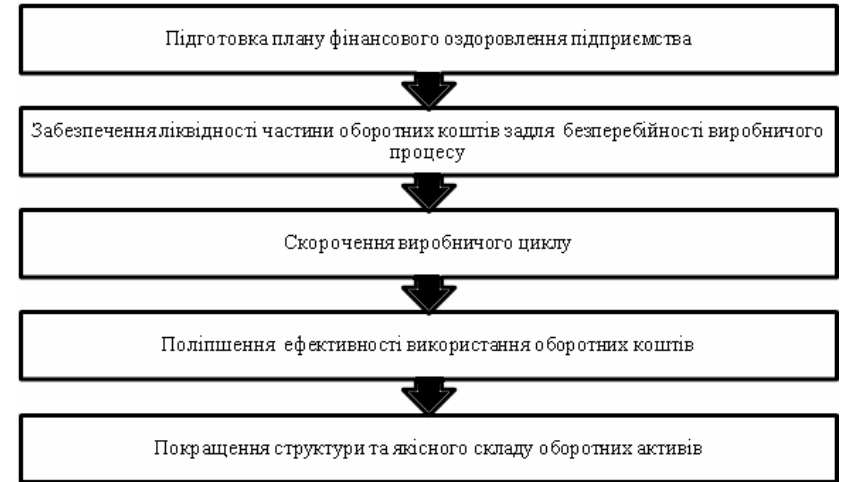 Підготовка плану фінансового оздоровлення підприємства
Забезпечення ліквідності частини оборотних коштів задля безперебійності виробничого
процесу
Скорочення виробничого циклу
Поліпшення ефективності використання оборотних коштів
Покращення структури та якісного складу оборотних активів